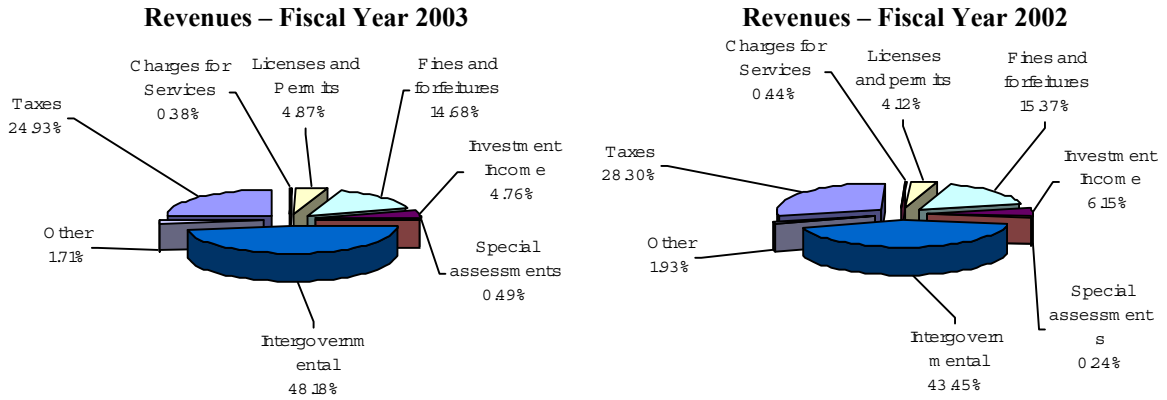 Revenues – Fiscal Year 2003
Charges for
Services
0.38%
Licenses and
Permits
4.87%
Fines and
forfeitures
14.68%
Taxes
24.93%
Investment
Income
4.76%
Other
1.71%
Special
assessments
0.49%
Intergovernm
ental
48.18%
Revenues – Fiscal Year 2002
Charges for
Services
0.44%
Licenses
and permits
4.12%
Fines and
forfeitures
15.37%
Taxes
28.30%
Investment
Income
6.15%
Other
1.93%
Special
assessment
s
0.24%
Intergovern
mental
43.45%